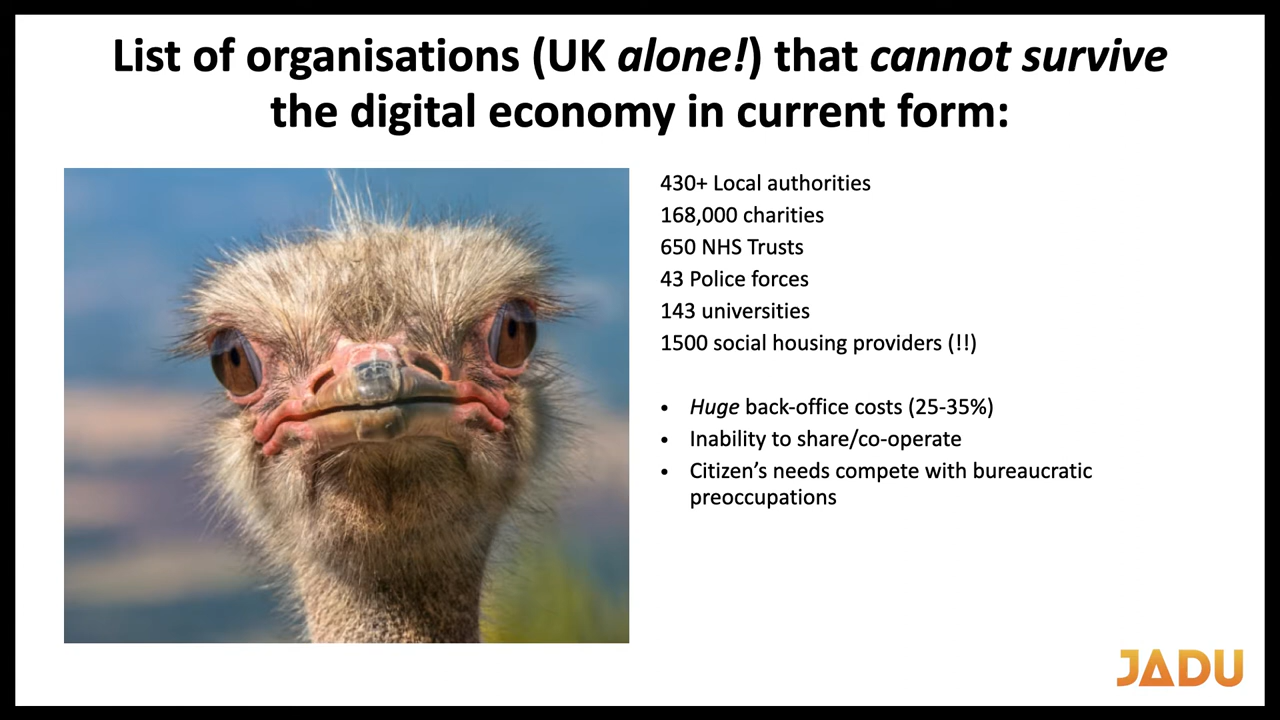 List of organisations (UK alone!) that cannot survive
the digital economy in current form:
430+ Local authorities
168,000 charities
650 NHS Trusts
43 Police forces
143 universities
1500 social housing providers (!!)
• Huge back-office costs (25-35%)
• Inability to share/co-operate
• Citizen’s needs compete with bureaucratic
preoccupations
JADU